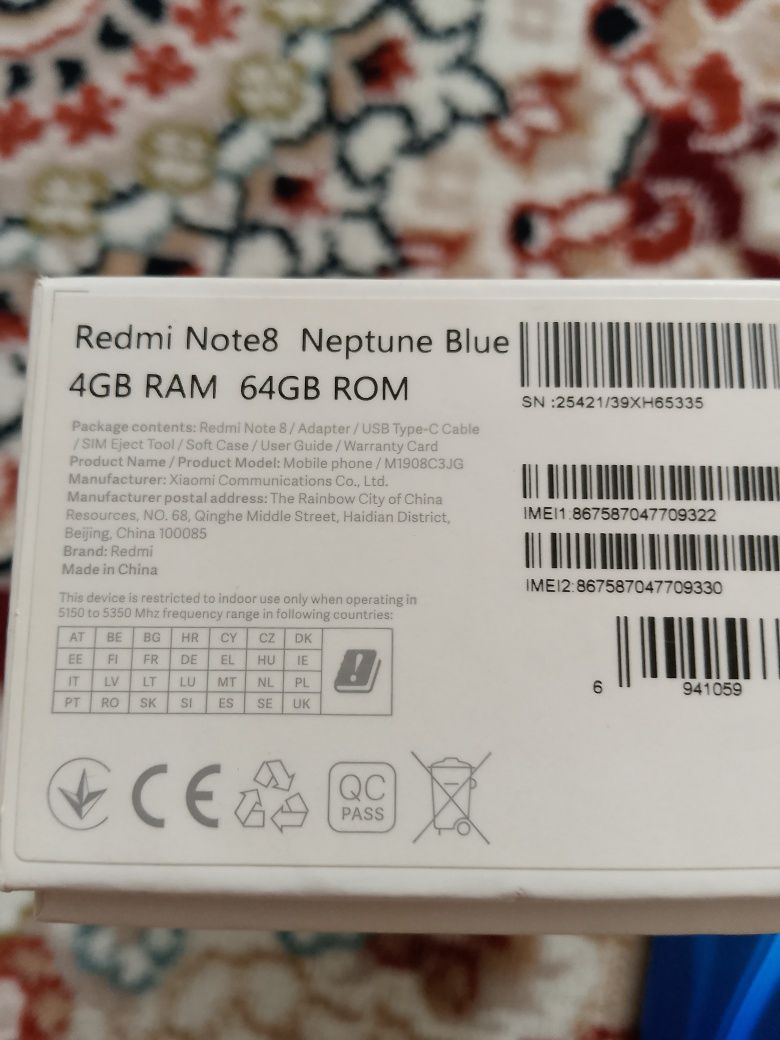 Redmi Note8 Neptune Blue
4GB RAM 64GB ROM
Package contents: Redmi Note 8 / Adapter / USB Type-C Cable
/ SIM Eject Tool / Soft Case / User Guide / Warranty Card
Product Name / Product Model: Mobile phone / M1908C3JG
Manufacturer: Xiaomi Communications Co., Ltd.
Manufacturer postal address: The Rainbow City of China
Resources, NO. 68, Qinghe Middle Street, Haidian District,
Beijing, China 100085
Brand: Redmi
Made in China
This device is restricted to indoor use only when operating in
5150 to 5350 Mhz frequency range in following countries:
AT BE BG HR CY CZ DK
EE FI FR DE EL HU IE
IT LV LT LU MT NL PL
PT RO SK SI ES SE UK
CE
QC
PASS
SN :25421/39XH65335
IMEI1:867587047709322
IMEI2:867587047709330
6 941059